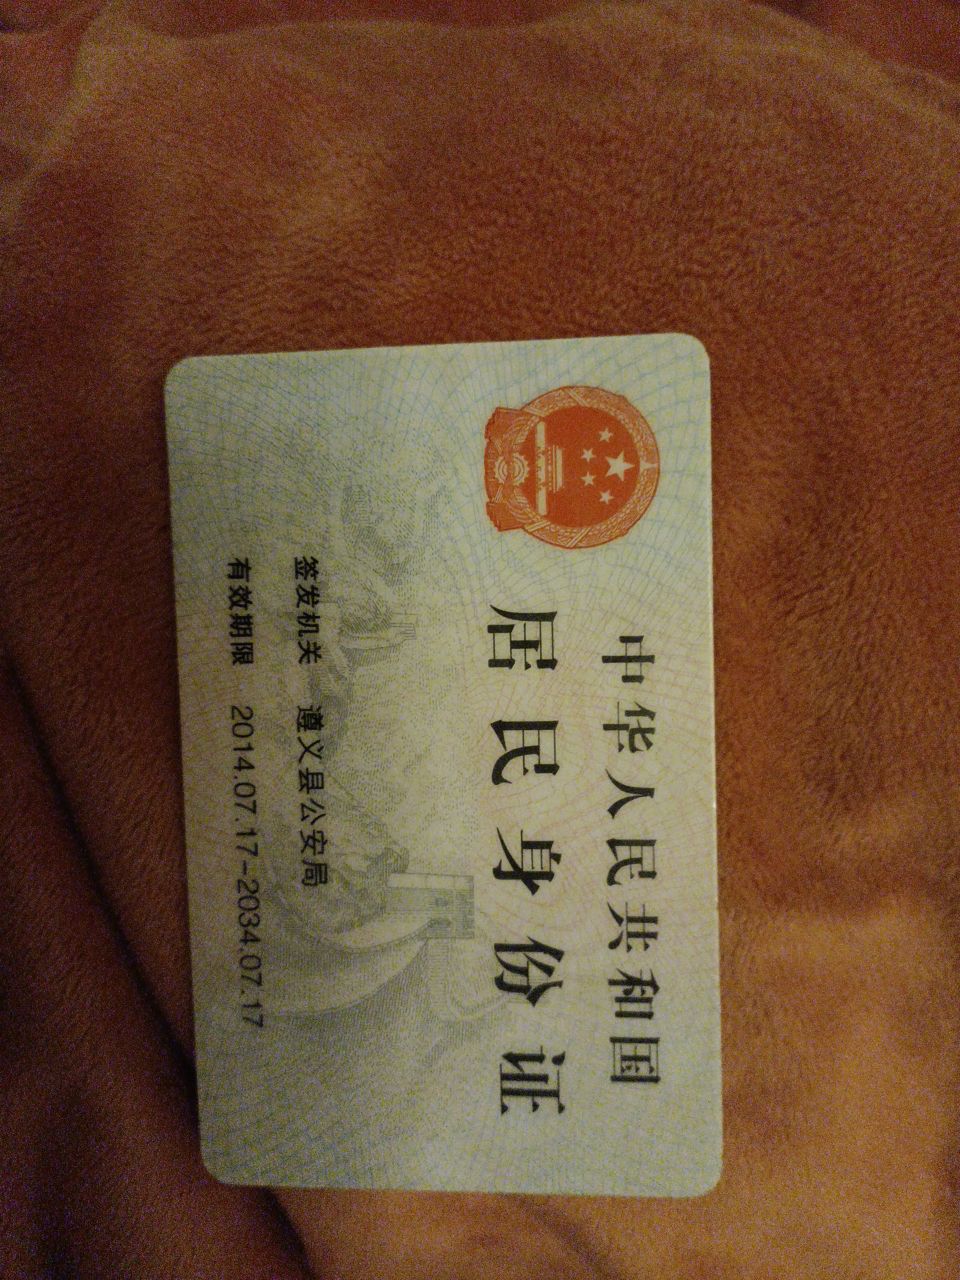 中华人民共和国
居民身份证
签发机关 遵义县公安局
有效期限 2014.07.17-2034.07.17